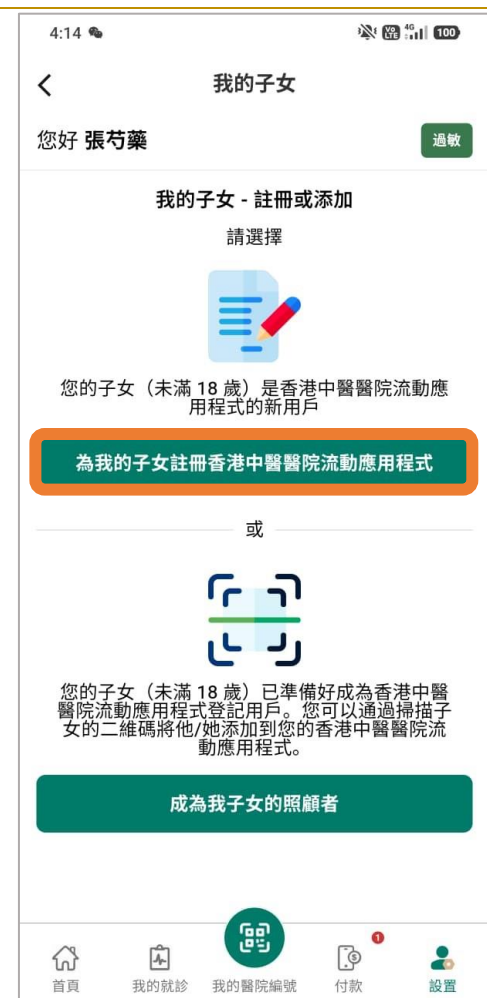 4:14
VoLTE 4G 100
我的子女
您好 張芍藥 過敏
我的子女 - 註冊或添加
請選擇
您的子女（未滿 18 歲）是香港中醫醫院流動應
用程式的新用戶
為我的子女註冊香港中醫醫院流動應用程式
或
您的子女（未滿 18 歲）已準備好成為香港中醫
醫院流動應用程式登記用戶。您可以通過掃描子
女的二維碼將他/她添加到您的香港中醫醫院流
動應用程式。
成為我子女的照顧者
1
首頁 我的就診 我的醫院編號 付款 設置